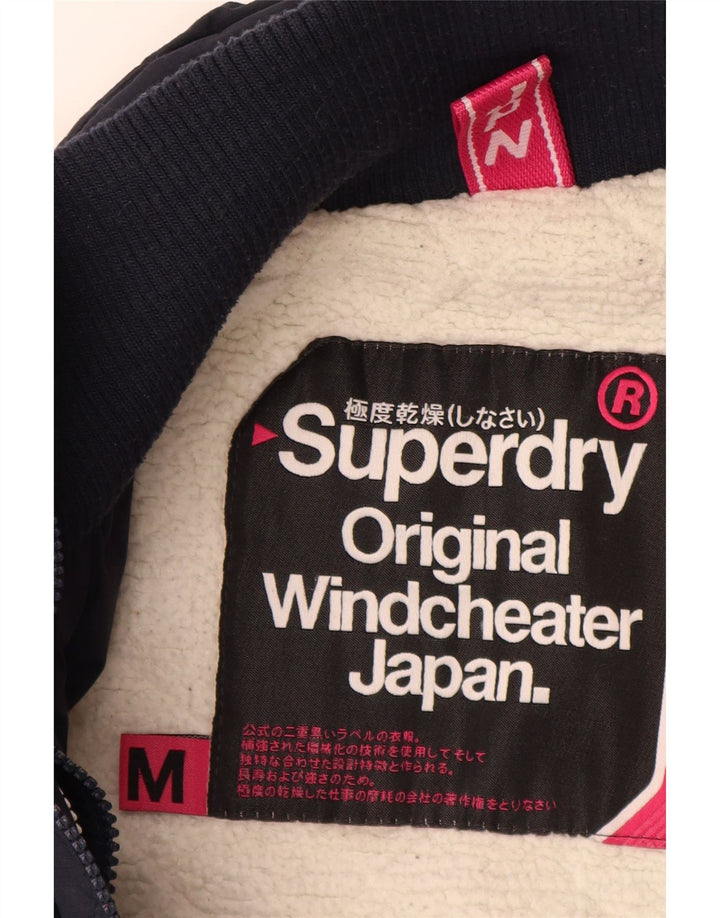 JPN
極度乾燥(しなさい)
®
Superdry
Original
Windcheater
Japan.
公式の二重黒いラベルの衣服。
補強された機械化の技術を使用してそして
独特な合わせた設計特徴と作られる。
長寿および強さのため。
極度の乾燥した仕事の摩耗の会社の著作権をとりなさい
M